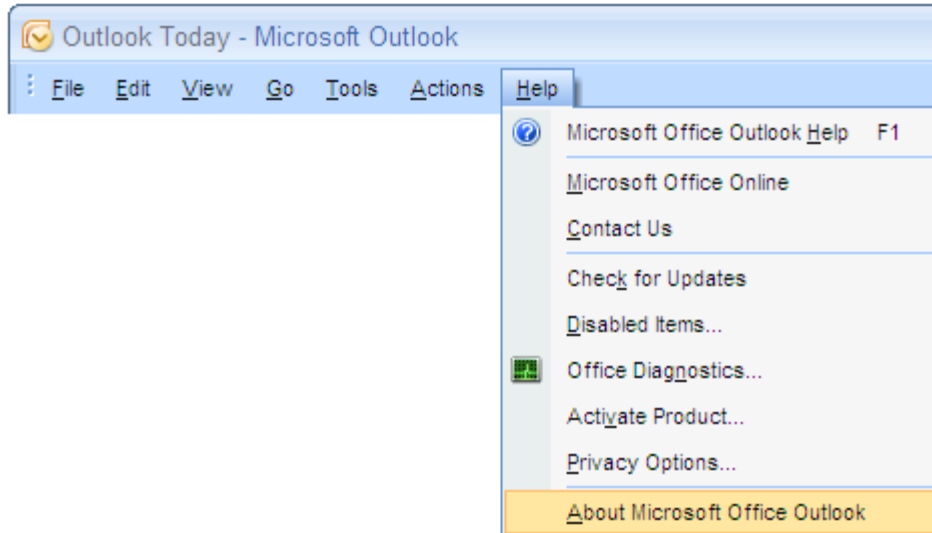 Outlook Today - Microsoft Outlook
File Edit View Go Tools Actions Help
Microsoft Office Outlook Help F1
Microsoft Office Online
Contact Us
Check for Updates
Disabled Items...
Office Diagnostics...
Activate Product...
Privacy Options...
About Microsoft Office Outlook